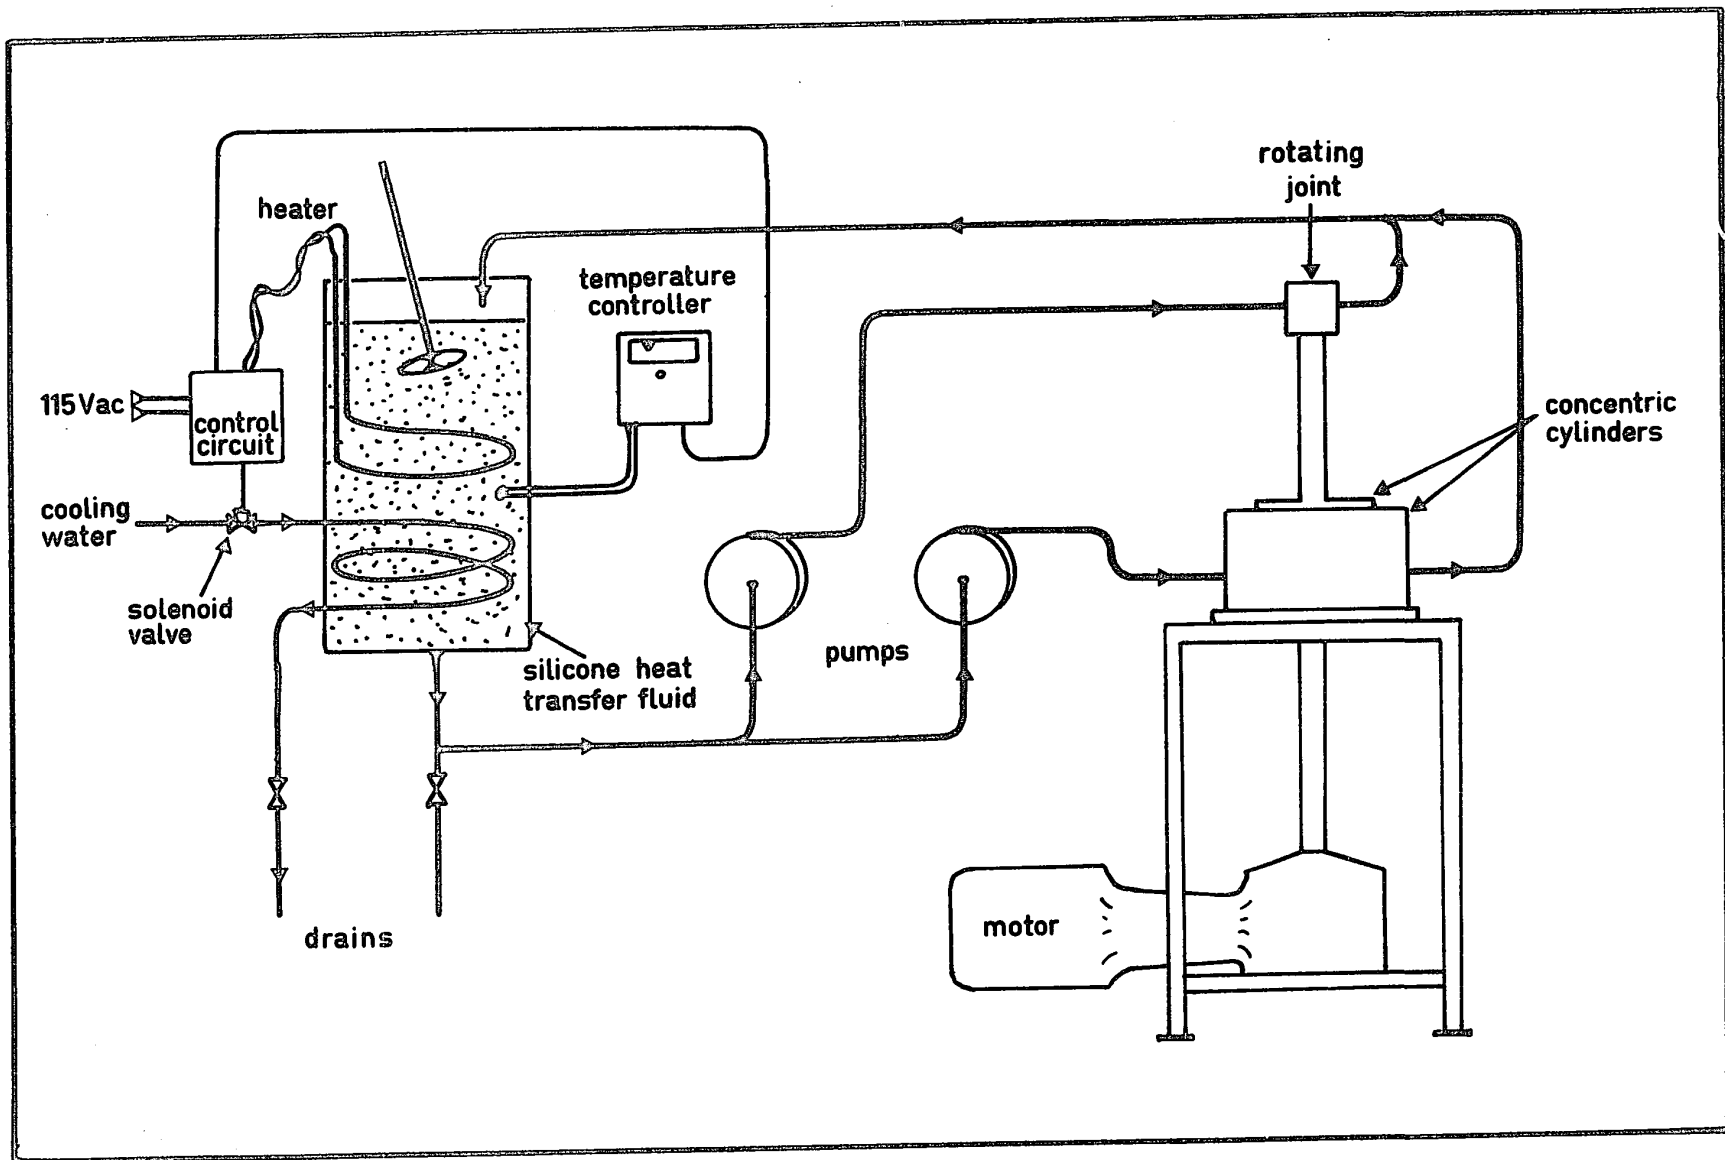 rotating
joint
heater
temperature
controller
115Vac
control
circuit
concentric
cylinders
cooling
water
solenoid
valve
silicone heat
transfer fluid
pumps
motor
drains